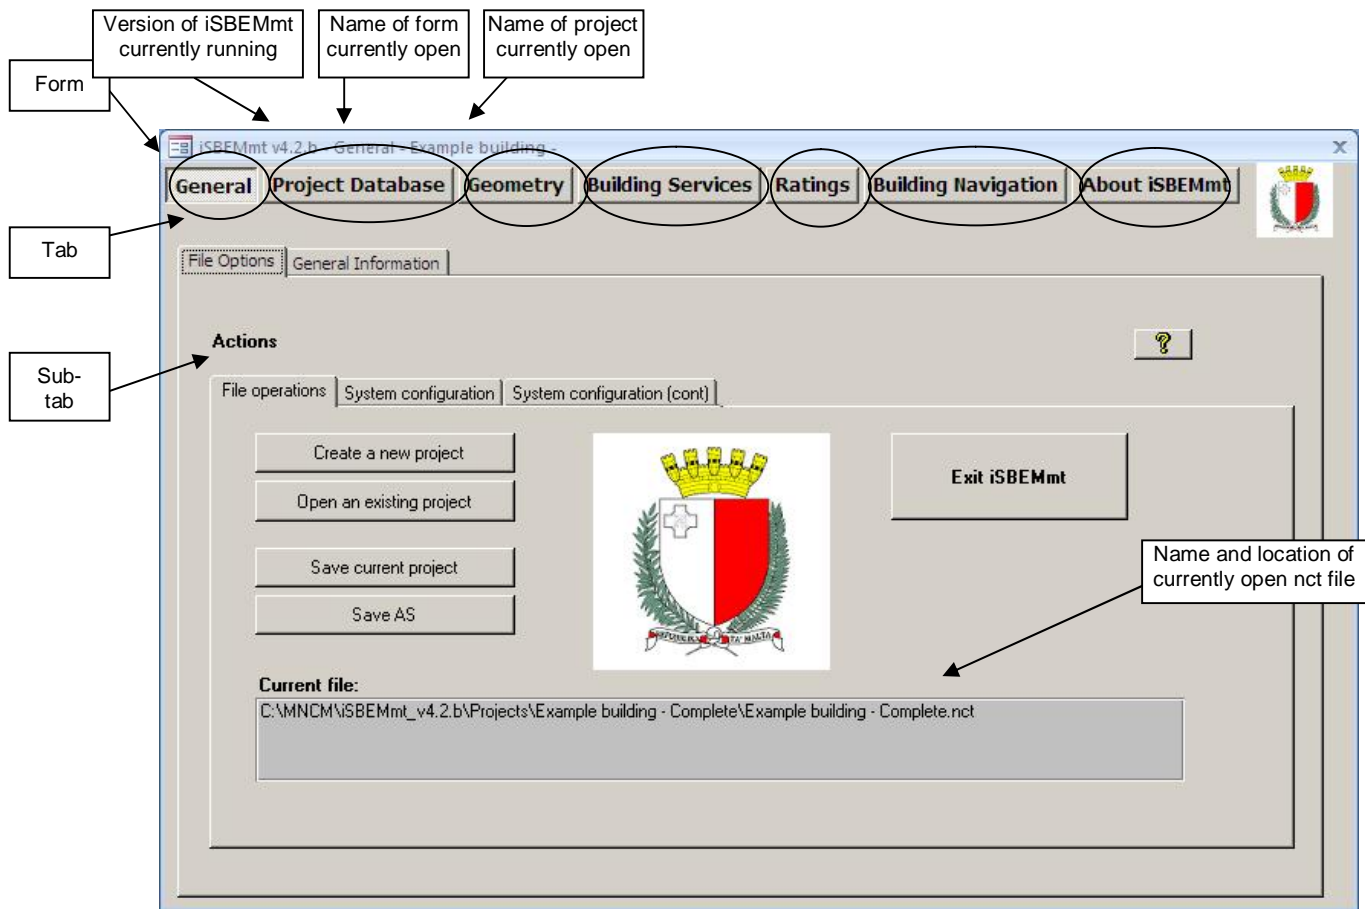 Version of iSBEMmt
currently running
Name of form
currently open
Name of project
currently open
Form
iSBEMmt v4.2.b - General - Example building -
General
Project Database
Geometry
Building Services
Ratings
Building Navigation
About iSBEMmt
Tab
File Options
General Information
Actions
?
Sub-
tab
File operations
System configuration
System configuration (cont)
Create a new project
Open an existing project
Save current project
Save AS
Exit iSBEMmt
Name and location of
currently open nct file
REPUBBLIKA TA' MALTA
Current file:
C:\MNCM\iSBEMmt_v4.2.b\Projects\Example building - Complete\Example building - Complete.nct